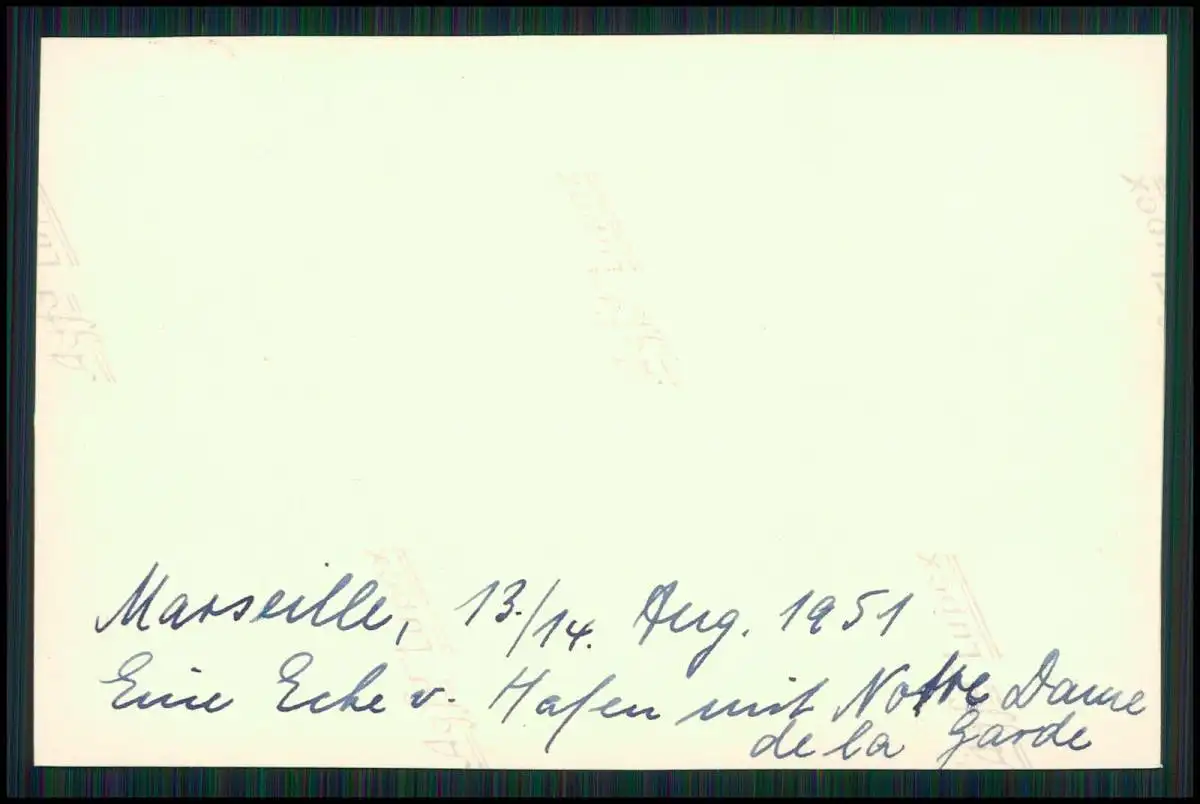 Marseille, 13./14. Aug. 1951
Eine Ecke v. Hafen mit Notre Dame
de la Garde